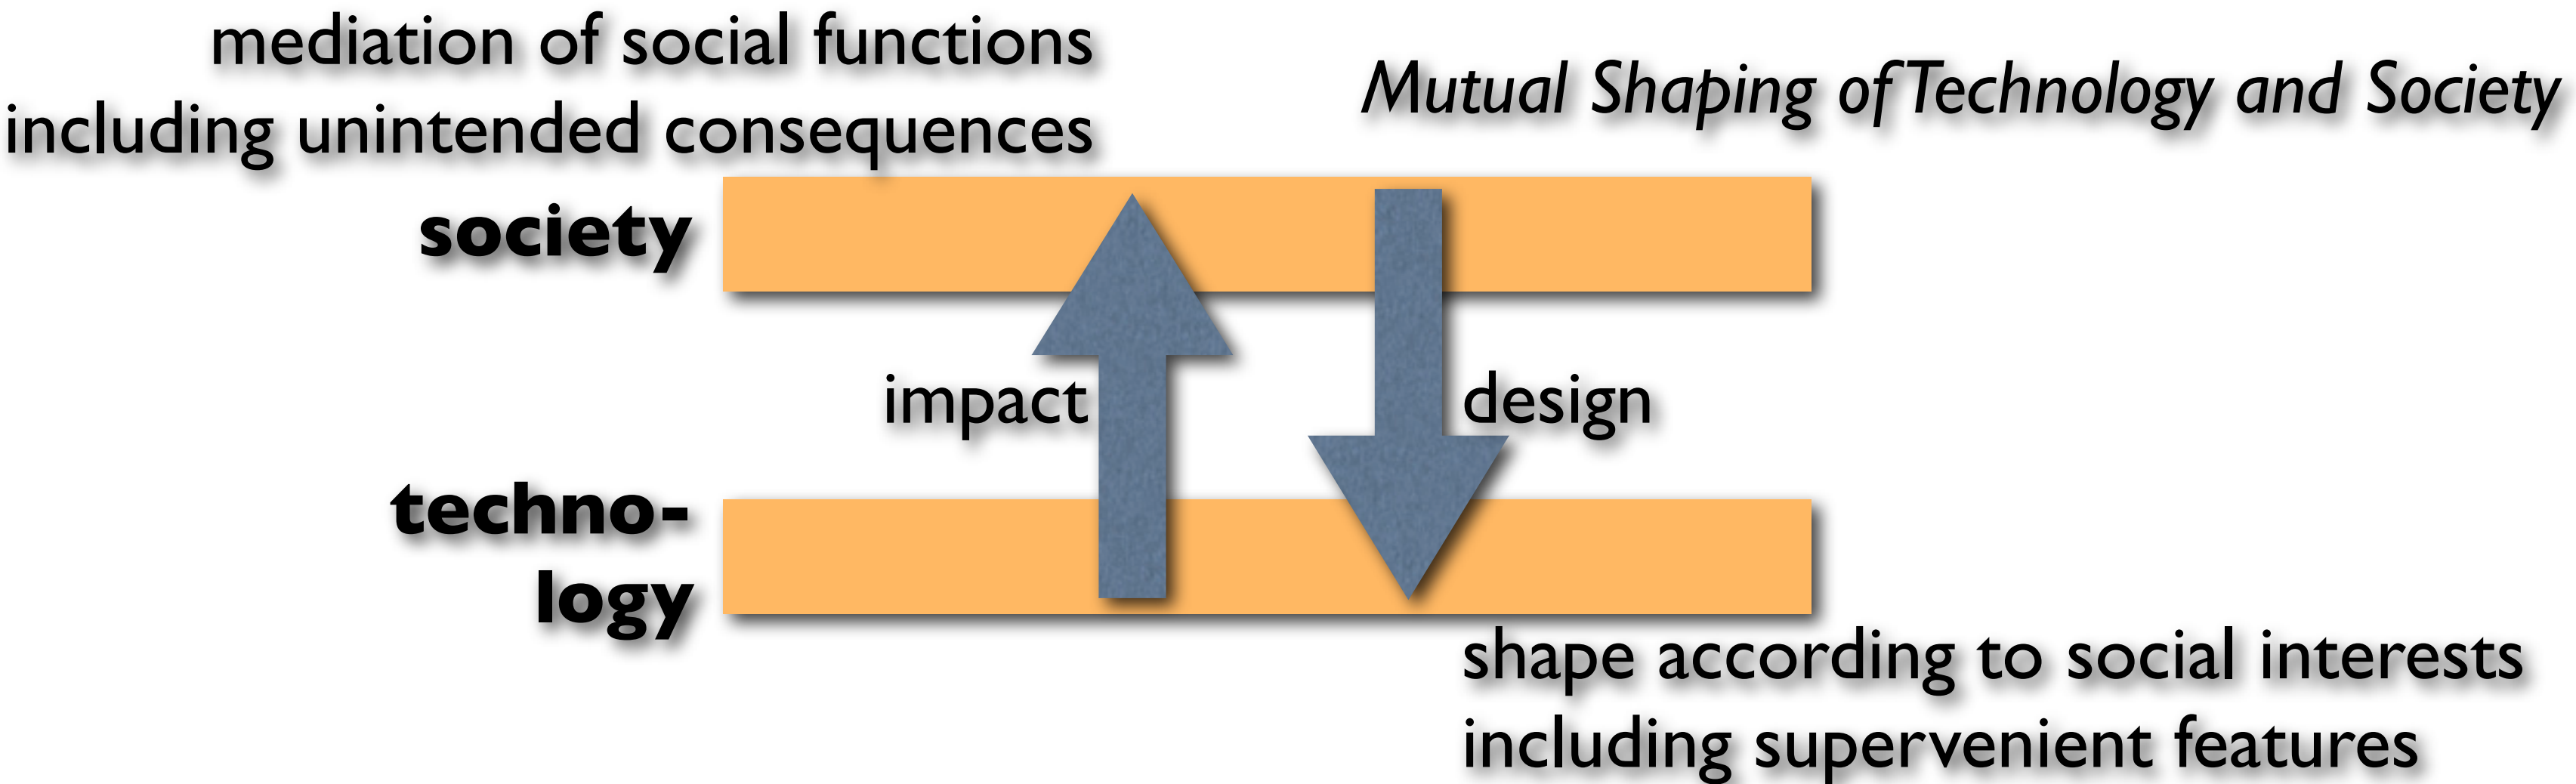 mediation of social functions
including unintended consequences
Mutual Shaping of Technology and Society
society
impact
design
techno-
logy
shape according to social interests
including supervenient features